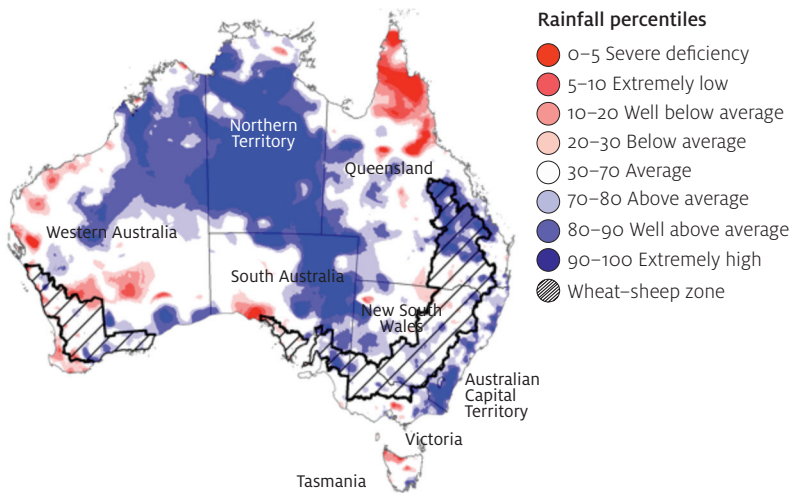 Rainfall percentiles
0–5 Severe deficiency
5–10 Extremely low
10–20 Well below average
20–30 Below average
30–70 Average
70–80 Above average
80–90 Well above average
90–100 Extremely high
Wheat–sheep zone
Northern
Territory
Queensland
Western Australia
South Australia
New South
Wales
Australian
Capital
Territory
Victoria
Tasmania